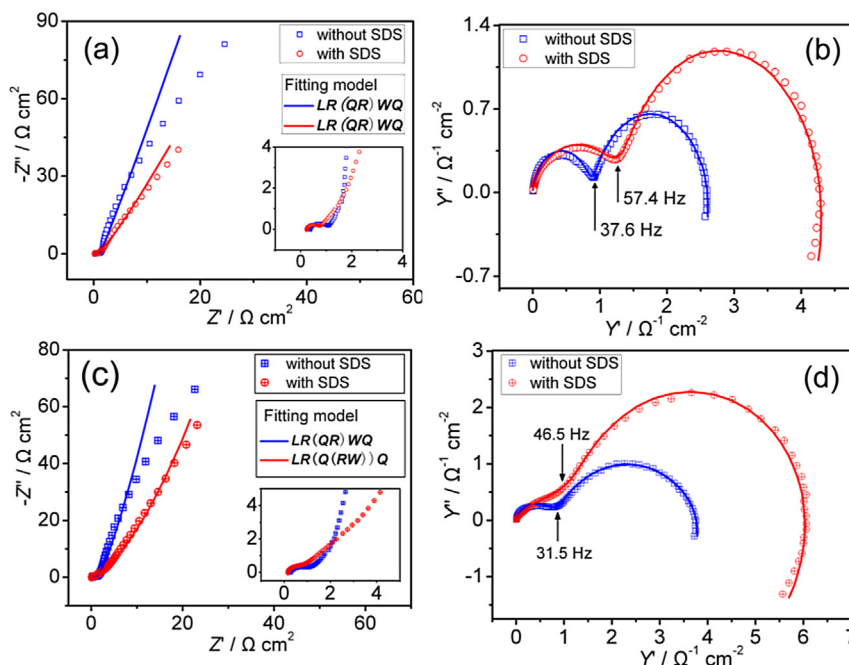 (a)
without SDS
with SDS
Fitting model
LR (QR) WQ
LR (QR) WQ
90
60
30
0
-Z'' / Ω cm²
0 20 40 60
Z' / Ω cm²
4
2
0
0 2 4
(b)
without SDS
with SDS
1.4
0.7
0.0
-0.7
Y'' / Ω⁻¹ cm⁻²
57.4 Hz
37.6 Hz
0 1 2 3 4
Y' / Ω⁻¹ cm⁻²
(c)
without SDS
with SDS
Fitting model
LR(QR) WQ
LR(Q(RW)) Q
80
60
40
20
0
-Z'' / Ω cm²
0 20 40 60
Z' / Ω cm²
4
2
0
0 2 4
(d)
without SDS
with SDS
3
2
1
0
-1
Y'' / Ω⁻¹ cm⁻²
46.5 Hz
31.5 Hz
0 1 2 3 4 5 6 7
Y' / Ω⁻¹ cm⁻²